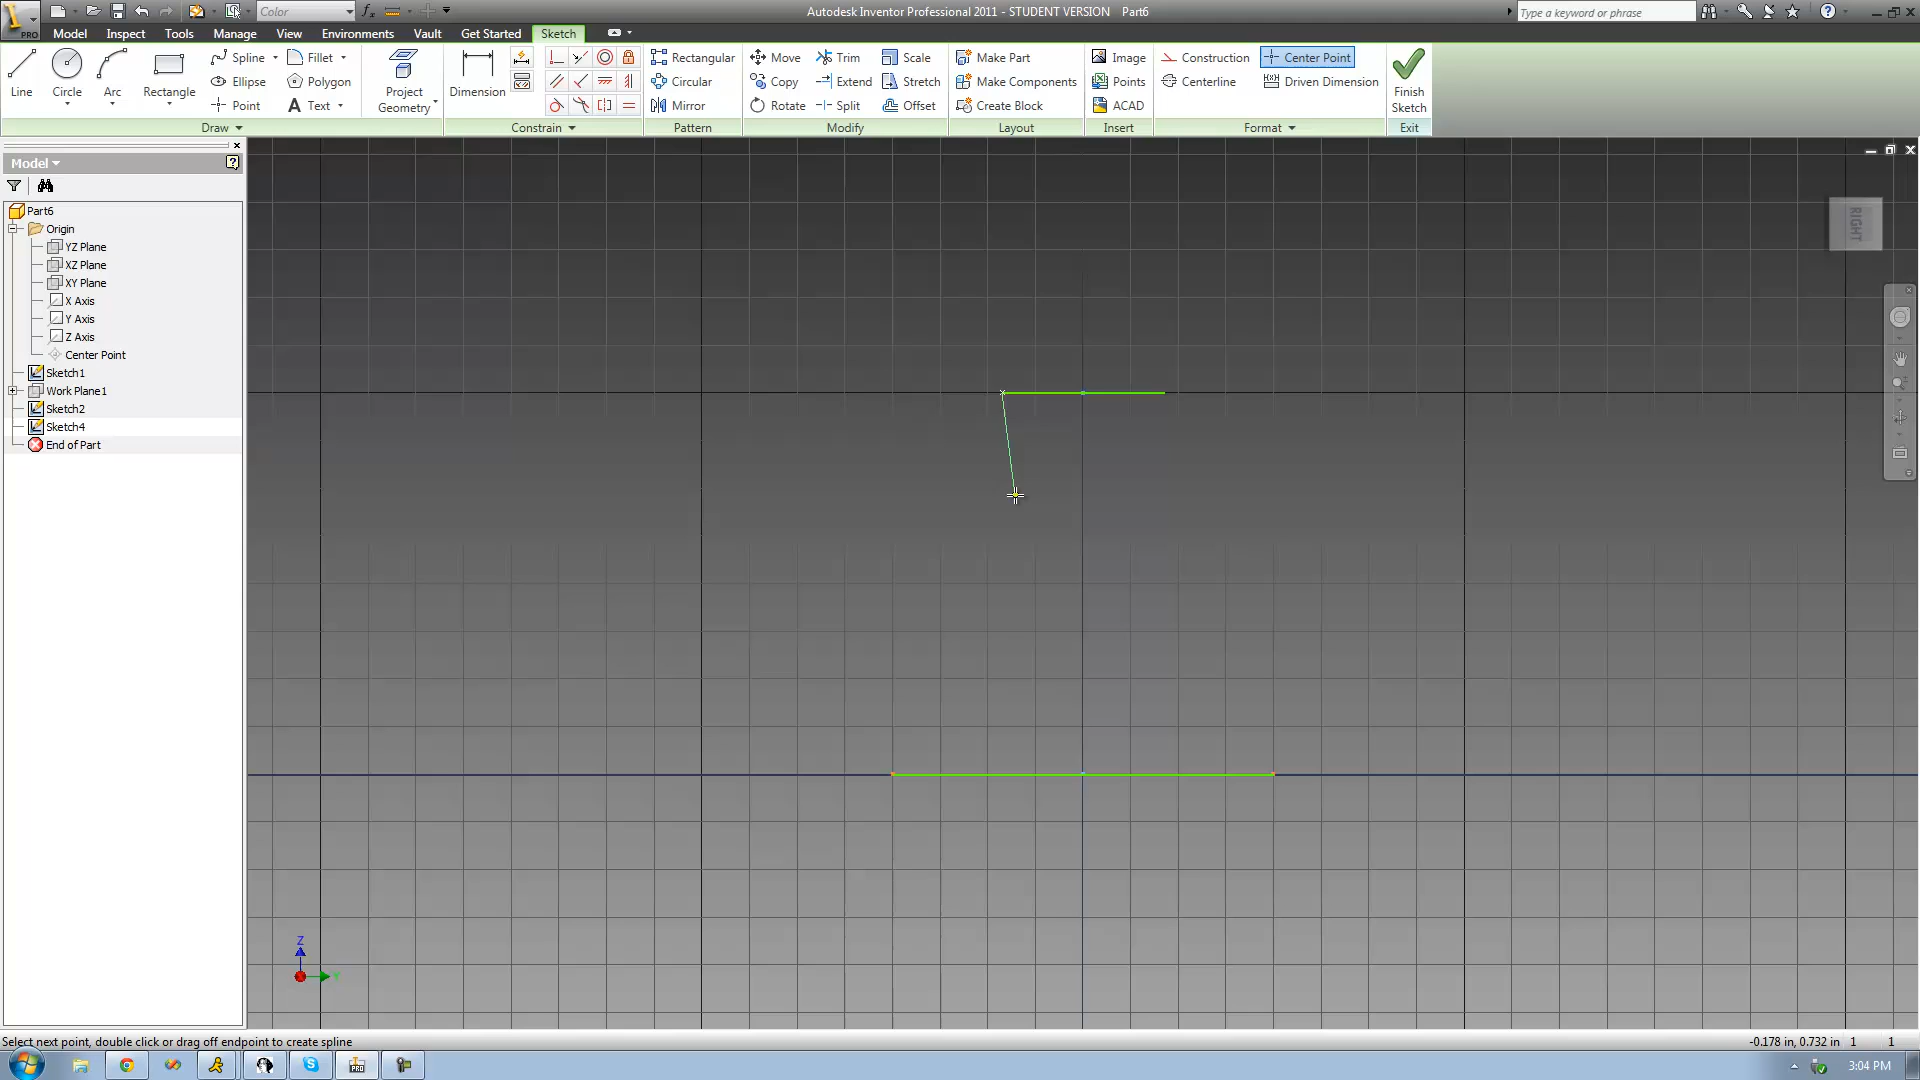 Color
Autodesk Inventor Professional 2011 - STUDENT VERSION Part6
Type a keyword or phrase
PRO
Model Inspect Tools Manage View Environments Vault Get Started Sketch
Line Circle Arc Rectangle
Spline Fillet
Ellipse Polygon
Point A Text
Project Geometry
Dimension
Rectangular
Circular
Mirror
Move Trim Scale
Copy Extend Stretch
Rotate Split Offset
Make Part
Make Components
Create Block
Image
Points
ACAD
Construction Center Point
Centerline Driven Dimension
Finish Sketch
Draw Constrain Pattern Modify Layout Insert Format Exit
Model
Part6
Origin
YZ Plane
XZ Plane
XY Plane
X Axis
Y Axis
Z Axis
Center Point
Sketch1
Work Plane1
Sketch2
Sketch4
End of Part
RIGHT
Z
Y
Select next point, double click or drag off endpoint to create spline
-0.178 in, 0.732 in 1 1
PRO
3:04 PM